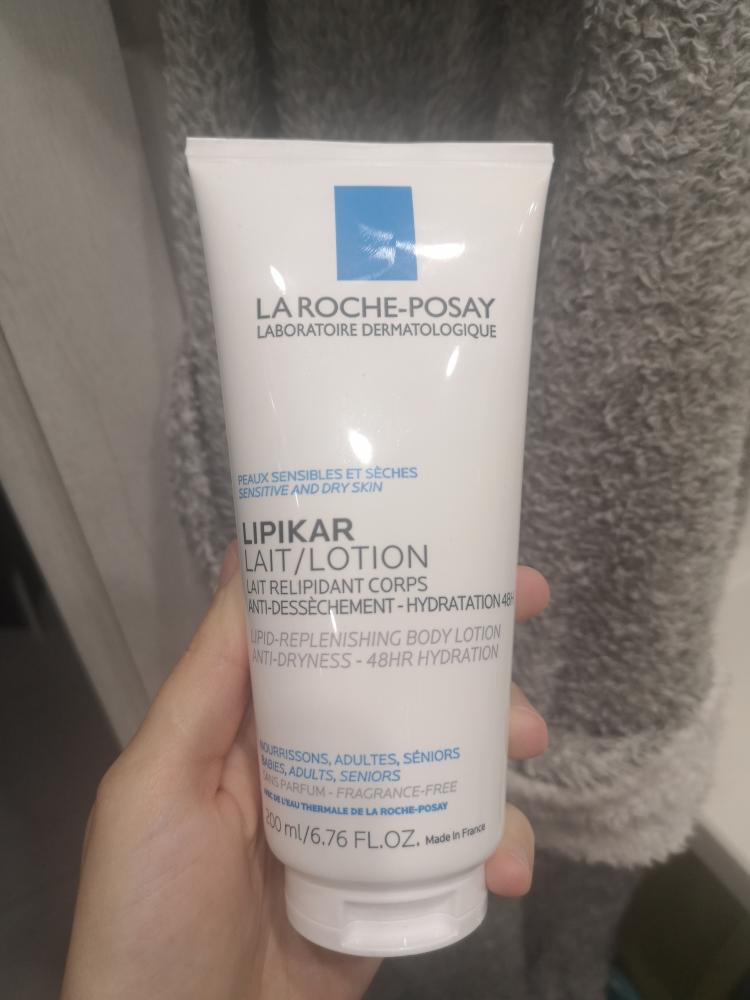 LA ROCHE-POSAY
LABORATOIRE DERMATOLOGIQUE
PEAUX SENSIBLES ET SÈCHES
SENSITIVE AND DRY SKIN
LIPIKAR
LAIT/LOTION
LAIT RELIPIDANT CORPS
ANTI-DESSÈCHEMENT - HYDRATATION 48H
LIPID-REPLENISHING BODY LOTION
ANTI-DRYNESS - 48HR HYDRATION
NOURRISSONS, ADULTES, SÉNIORS
BABIES, ADULTS, SENIORS
SANS PARFUM - FRAGRANCE-FREE
AVEC DE L'EAU THERMALE DE LA ROCHE-POSAY
200 ml/6.76 FL.OZ. Made In France